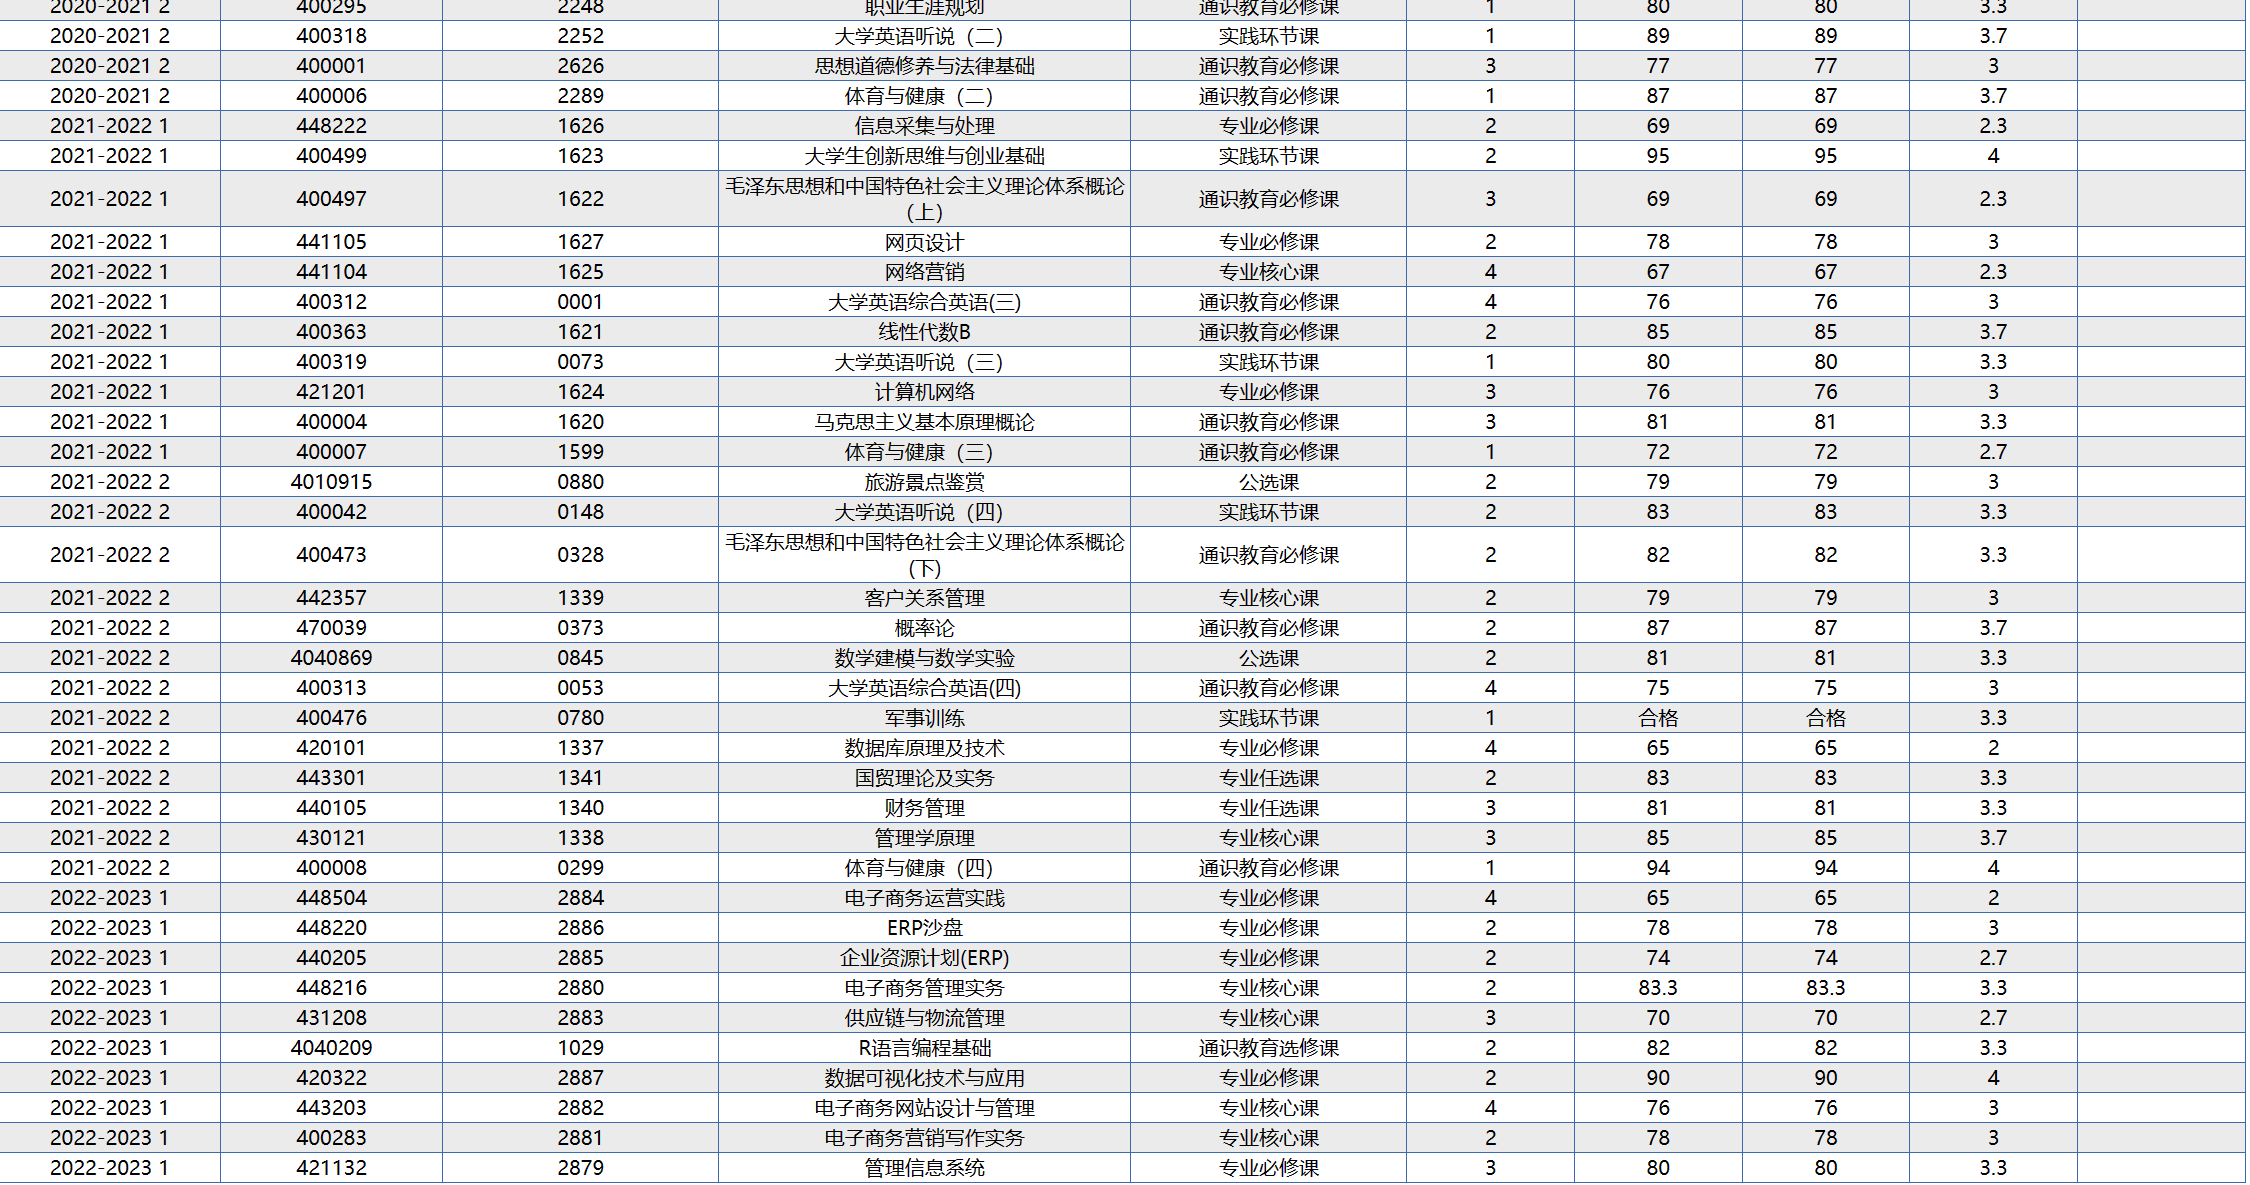 2020-2021 2 400295 2248 职业生涯规划 通识教育必修课 1 80 80 3.3
2020-2021 2 400318 2252 大学英语听说（二） 实践环节课 1 89 89 3.7
2020-2021 2 400001 2626 思想道德修养与法律基础 通识教育必修课 3 77 77 3
2020-2021 2 400006 2289 体育与健康（二） 通识教育必修课 1 87 87 3.7
2021-2022 1 448222 1626 信息采集与处理 专业必修课 2 69 69 2.3
2021-2022 1 400499 1623 大学生创新思维与创业基础 实践环节课 2 95 95 4
毛泽东思想和中国特色社会主义理论体系概论
2021-2022 1 400497 1622 （上） 通识教育必修课 3 69 69 2.3
2021-2022 1 441105 1627 网页设计 专业必修课 2 78 78 3
2021-2022 1 441104 1625 网络营销 专业核心课 4 67 67 2.3
2021-2022 1 400312 0001 大学英语综合英语(三) 通识教育必修课 4 76 76 3
2021-2022 1 400363 1621 线性代数B 通识教育必修课 2 85 85 3.7
2021-2022 1 400319 0073 大学英语听说（三） 实践环节课 1 80 80 3.3
2021-2022 1 421201 1624 计算机网络 专业必修课 3 76 76 3
2021-2022 1 400004 1620 马克思主义基本原理概论 通识教育必修课 3 81 81 3.3
2021-2022 1 400007 1599 体育与健康（三） 通识教育必修课 1 72 72 2.7
2021-2022 2 4010915 0880 旅游景点鉴赏 公选课 2 79 79 3
2021-2022 2 400042 0148 大学英语听说（四） 实践环节课 2 83 83 3.3
毛泽东思想和中国特色社会主义理论体系概论
2021-2022 2 400473 0328 (下) 通识教育必修课 2 82 82 3.3
2021-2022 2 442357 1339 客户关系管理 专业核心课 2 79 79 3
2021-2022 2 470039 0373 概率论 通识教育必修课 2 87 87 3.7
2021-2022 2 4040869 0845 数学建模与数学实验 公选课 2 81 81 3.3
2021-2022 2 400313 0053 大学英语综合英语(四) 通识教育必修课 4 75 75 3
2021-2022 2 400476 0780 军事训练 实践环节课 1 合格 合格 3.3
2021-2022 2 420101 1337 数据库原理及技术 专业必修课 4 65 65 2
2021-2022 2 443301 1341 国贸理论及实务 专业任选课 2 83 83 3.3
2021-2022 2 440105 1340 财务管理 专业任选课 3 81 81 3.3
2021-2022 2 430121 1338 管理学原理 专业核心课 3 85 85 3.7
2021-2022 2 400008 0299 体育与健康（四） 通识教育必修课 1 94 94 4
2022-2023 1 448504 2884 电子商务运营实践 专业必修课 4 65 65 2
2022-2023 1 448220 2886 ERP沙盘 专业必修课 2 78 78 3
2022-2023 1 440205 2885 企业资源计划(ERP) 专业必修课 2 74 74 2.7
2022-2023 1 448216 2880 电子商务管理实务 专业核心课 2 83.3 83.3 3.3
2022-2023 1 431208 2883 供应链与物流管理 专业核心课 3 70 70 2.7
2022-2023 1 4040209 1029 R语言编程基础 通识教育选修课 2 82 82 3.3
2022-2023 1 420322 2887 数据可视化技术与应用 专业必修课 2 90 90 4
2022-2023 1 443203 2882 电子商务网站设计与管理 专业核心课 4 76 76 3
2022-2023 1 400283 2881 电子商务营销写作实务 专业核心课 2 78 78 3
2022-2023 1 421132 2879 管理信息系统 专业必修课 3 80 80 3.3